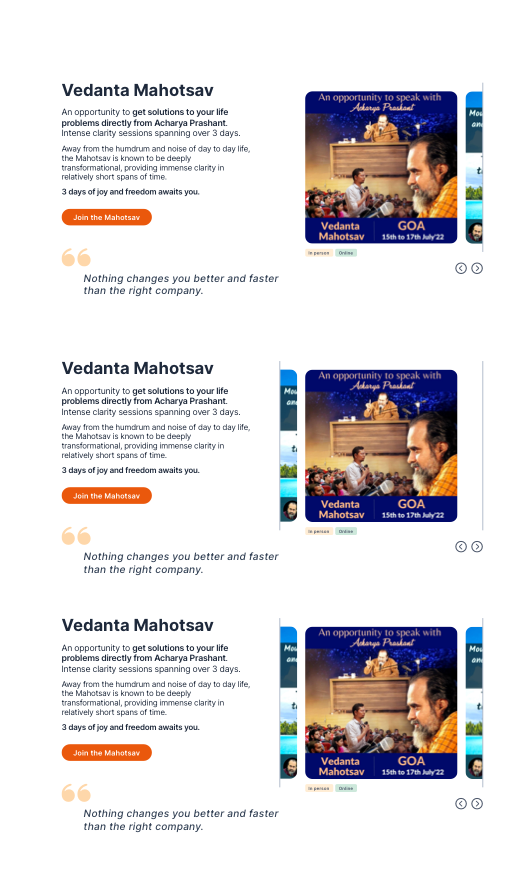 Vedanta Mahotsav
An opportunity to get solutions to your life
problems directly from Acharya Prashant.
Intense clarity sessions spanning over 3 days.
Away from the humdrum and noise of day to day life,
the Mahotsav is known to be deeply
transformational, providing immense clarity in
relatively short spans of time.
3 days of joy and freedom awaits you.
Join the Mahotsav
Nothing changes you better and faster
than the right company.
An opportunity to speak with
Acharya Prashant
Vedanta
Mahotsav
GOA
15th to 17th July'22
In person
Online
Vedanta Mahotsav
An opportunity to get solutions to your life
problems directly from Acharya Prashant.
Intense clarity sessions spanning over 3 days.
Away from the humdrum and noise of day to day life,
the Mahotsav is known to be deeply
transformational, providing immense clarity in
relatively short spans of time.
3 days of joy and freedom awaits you.
Join the Mahotsav
Nothing changes you better and faster
than the right company.
An opportunity to speak with
Acharya Prashant
Vedanta
Mahotsav
GOA
15th to 17th July'22
In person
Online
Vedanta Mahotsav
An opportunity to get solutions to your life
problems directly from Acharya Prashant.
Intense clarity sessions spanning over 3 days.
Away from the humdrum and noise of day to day life,
the Mahotsav is known to be deeply
transformational, providing immense clarity in
relatively short spans of time.
3 days of joy and freedom awaits you.
Join the Mahotsav
Nothing changes you better and faster
than the right company.
An opportunity to speak with
Acharya Prashant
Vedanta
Mahotsav
GOA
15th to 17th July'22
In person
Online